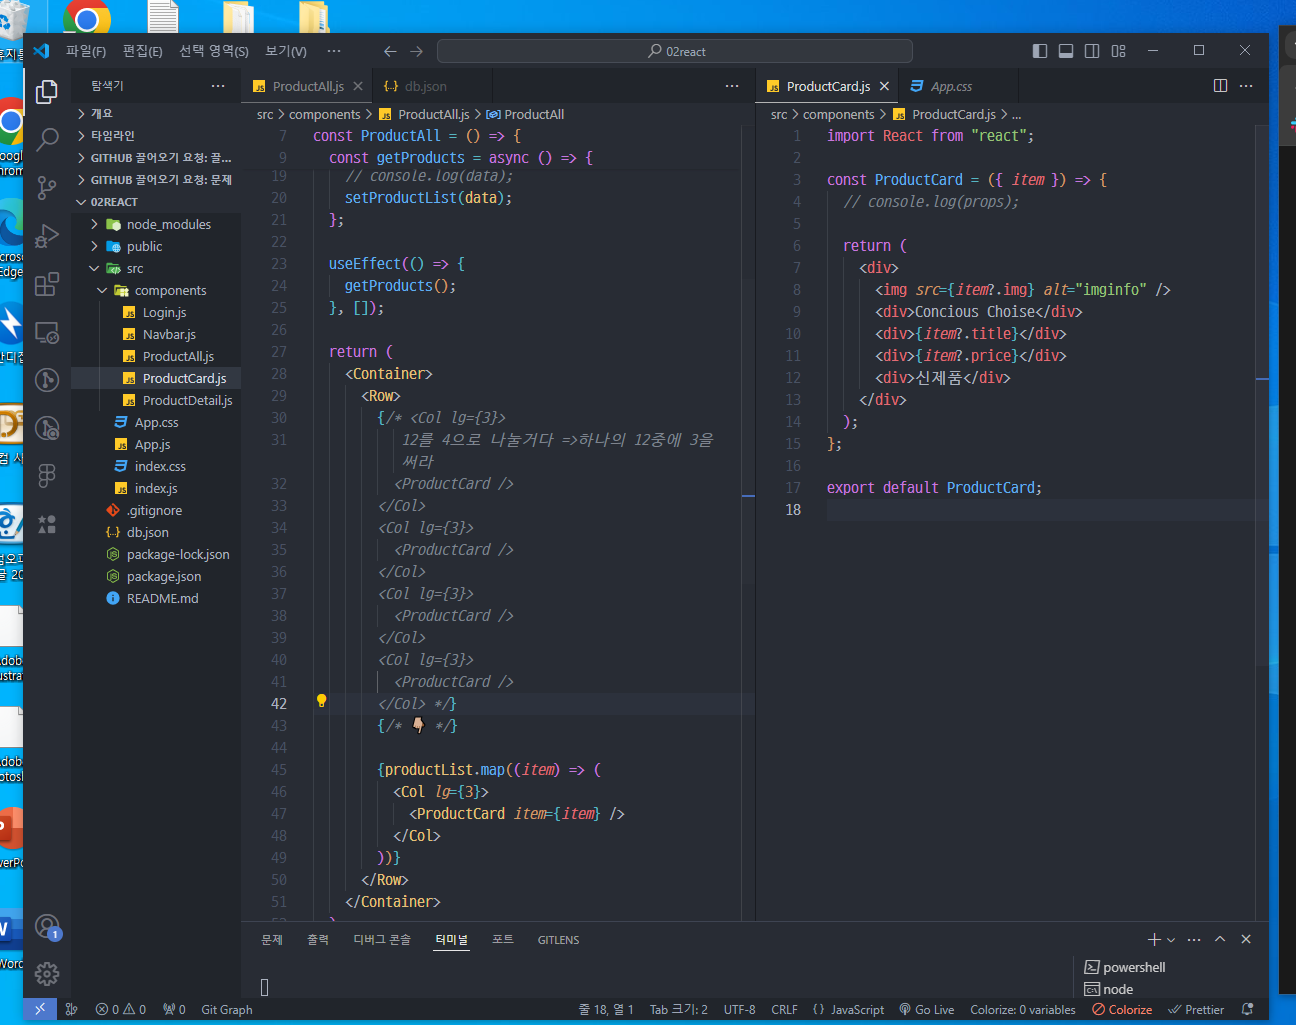 파일(F) 편집(E) 선택 영역(S) 보기(V) ··· 02react
탐색기 ···
개요
타임라인
GITHUB 끌어오기 요청: 끌...
GITHUB 끌어오기 요청: 문제
02REACT
node_modules
public
src
components
Login.js
Navbar.js
ProductAll.js
ProductCard.js
ProductDetail.js
App.css
App.js
index.css
index.js
.gitignore
db.json
package-lock.json
package.json
README.md
ProductAll.js db.json ···
src > components > ProductAll.js > ProductAll
7 const ProductAll = () => {
9 const getProducts = async () => {
19 // console.log(data);
20 setProductList(data);
21 };
22
23 useEffect(() => {
24 getProducts();
25 }, []);
26
27 return (
28 <Container>
29 <Row>
30 {/* <Col lg={3}>
31 12를 4으로 나눌거다 =>하나의 12중에 3을
써라
32 <ProductCard />
33 </Col>
34 <Col lg={3}>
35 <ProductCard />
36 </Col>
37 <Col lg={3}>
38 <ProductCard />
39 </Col>
40 <Col lg={3}>
41 <ProductCard />
42 </Col> */}
43 {/* 👇🏽 */}
44
45 {productList.map((item) => (
46 <Col lg={3}>
47 <ProductCard item={item} />
48 </Col>
49 ))}
50 </Row>
51 </Container>
ProductCard.js App.css ···
src > components > ProductCard.js > ...
1 import React from "react";
2
3 const ProductCard = ({ item }) => {
4 // console.log(props);
5
6 return (
7 <div>
8 <img src={item?.img} alt="imginfo" />
9 <div>Concious Choise</div>
10 <div>{item?.title}</div>
11 <div>{item?.price}</div>
12 <div>신제품</div>
13 </div>
14 );
15 };
16
17 export default ProductCard;
18
문제 출력 디버그 콘솔 터미널 포트 GITLENS
powershell
node
1
0 0 0 Git Graph 줄 18, 열 1 Tab 크기: 2 UTF-8 CRLF {} JavaScript Go Live Colorize: 0 variables Colorize Prettier